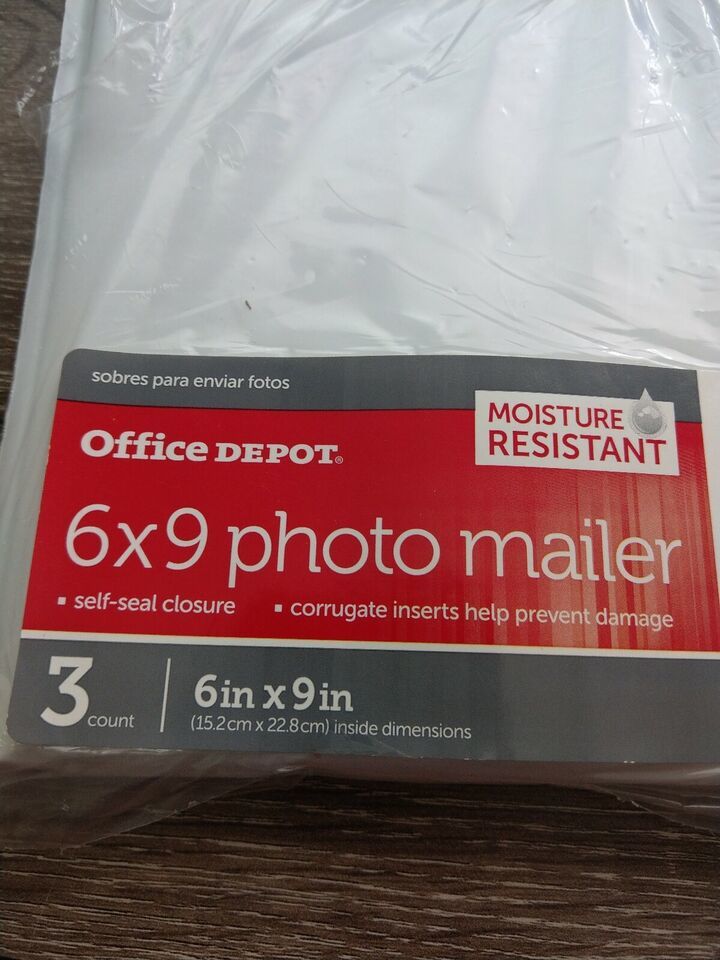 sobres para enviar fotos
Office DEPOT®
MOISTURE
RESISTANT
6x9 photo mailer
▪ self-seal closure ▪ corrugate inserts help prevent damage
3 count
6in x 9in
(15.2cm x 22.8cm) inside dimensions